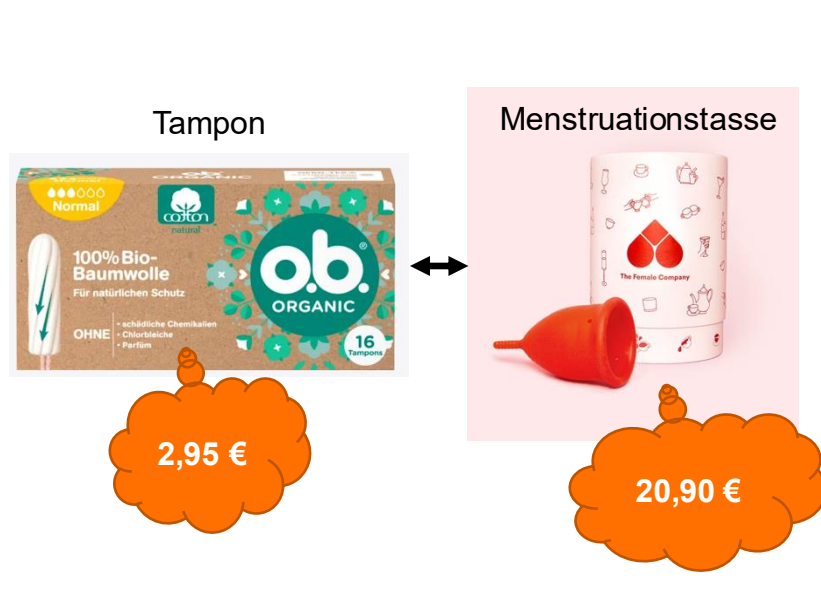 Tampon
Menstruationstasse
o.b.
ORGANIC
Normal
cotton
natural
100% Bio-
Baumwolle
Für natürlichen Schutz
OHNE
• schädliche Chemikalien
• Chlorbleiche
• Parfüm
o.b.®
ORGANIC
16
Tampons
The Female Company
2,95 €
20,90 €